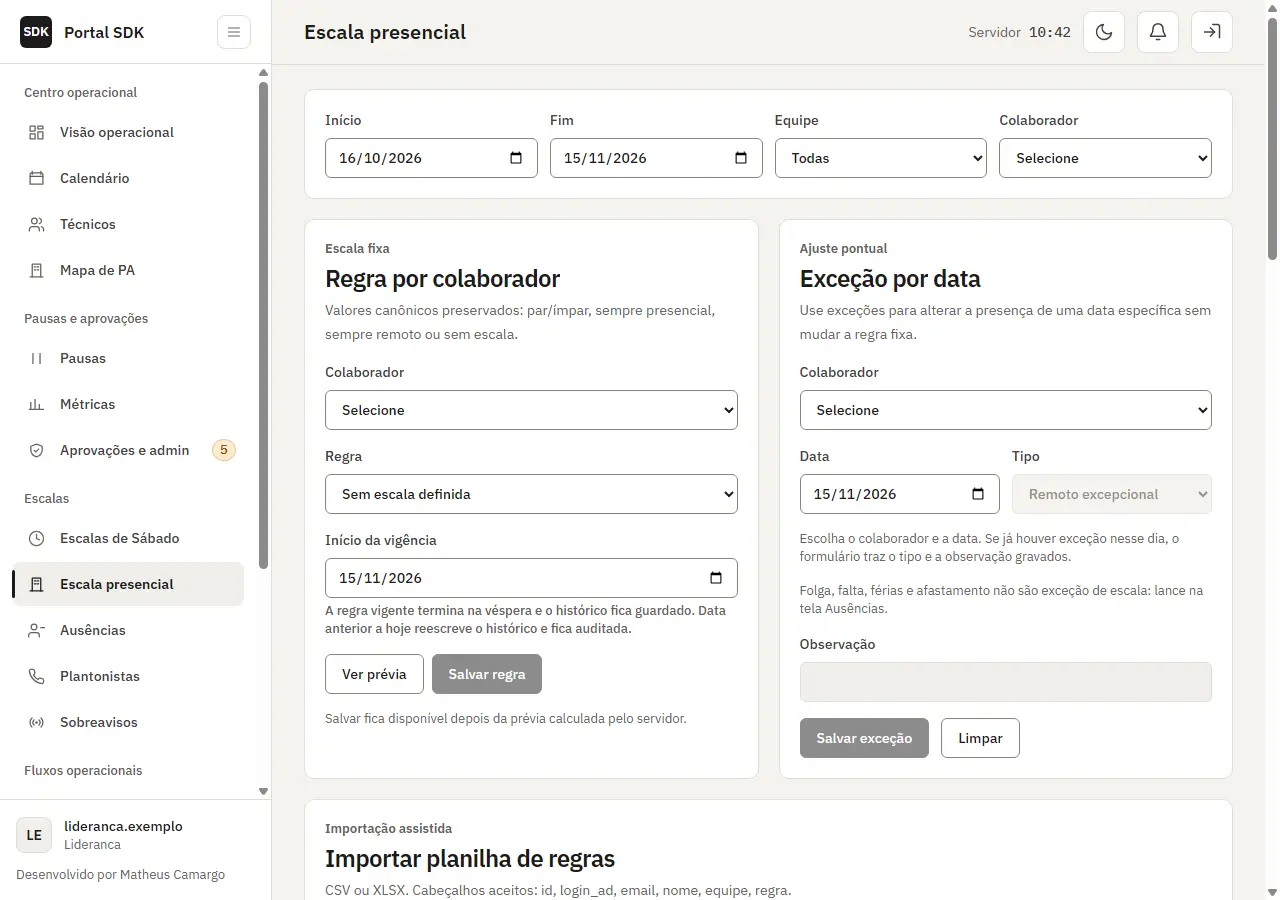 SDK
Portal SDK
Centro operacional
Visão operacional
Calendário
Técnicos
Mapa de PA
Pausas e aprovações
Pausas
Métricas
Aprovações e admin
5
Escalas
Escalas de Sábado
Escala presencial
Ausências
Plantonistas
Sobreavisos
Fluxos operacionais
LE
lideranca.exemplo
Lideranca
Desenvolvido por Matheus Camargo
Escala presencial
Servidor 10:42
Início
Fim
Equipe
Colaborador
16/10/2026
15/11/2026
Todas
Selecione
Escala fixa
Regra por colaborador
Valores canônicos preservados: par/ímpar, sempre presencial,
sempre remoto ou sem escala.
Colaborador
Selecione
Regra
Sem escala definida
Início da vigência
15/11/2026
A regra vigente termina na véspera e o histórico fica guardado. Data
anterior a hoje reescreve o histórico e fica auditada.
Ver prévia
Salvar regra
Salvar fica disponível depois da prévia calculada pelo servidor.
Ajuste pontual
Exceção por data
Use exceções para alterar a presença de uma data específica sem
mudar a regra fixa.
Colaborador
Selecione
Data
Tipo
15/11/2026
Remoto excepcional
Escolha o colaborador e a data. Se já houver exceção nesse dia, o
formulário traz o tipo e a observação gravados.
Folga, falta, férias e afastamento não são exceção de escala: lance na
tela Ausências.
Observação
Salvar exceção
Limpar
Importação assistida
Importar planilha de regras
CSV ou XLSX. Cabeçalhos aceitos: id, login_ad, email, nome, equipe, regra.